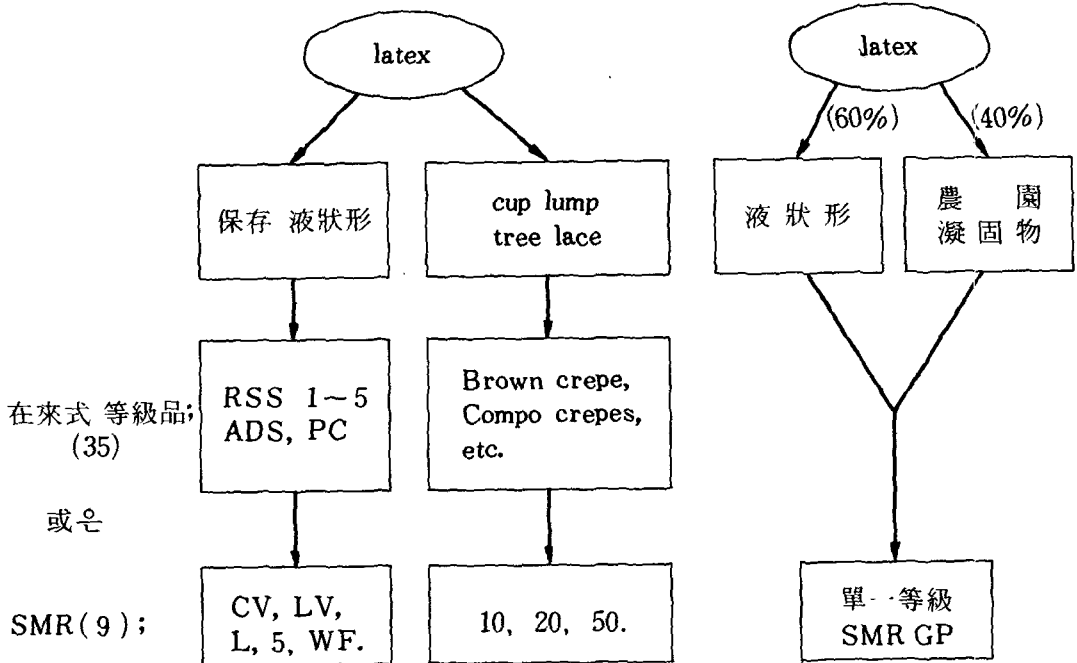 latex
latex
(60%)
(40%)
保存 液狀形
cup lump
tree lace
液 狀 形
農 園
凝 固 物
在來式 等級品;
(35)
RSS 1~5
ADS, PC
Brown crepe,
Compo crepes,
etc.
或은
SMR(9);
CV, LV,
L, 5, WF.
10, 20, 50.
單一等級
SMR GP